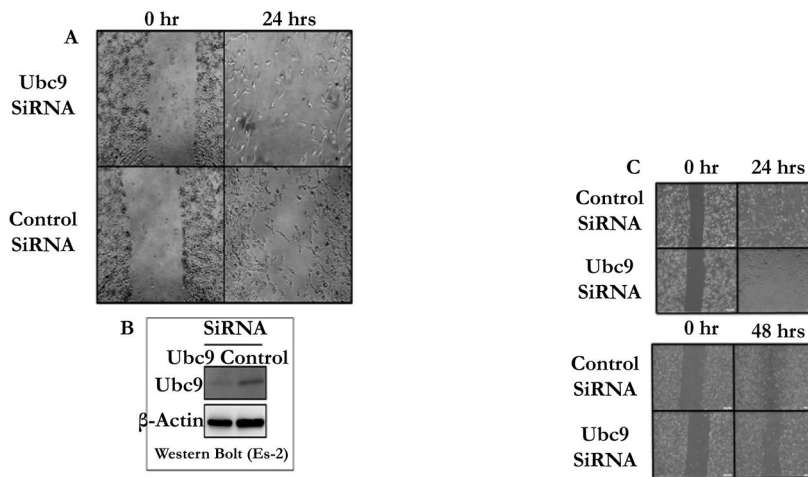 A
0 hr 24 hrs
Ubc9
SiRNA
Control
SiRNA
B
SiRNA
Ubc9 Control
Ubc9
β-Actin
Western Bolt (Es-2)
C
0 hr 24 hrs
Control
SiRNA
Ubc9
SiRNA
0 hr 48 hrs
Control
SiRNA
Ubc9
SiRNA